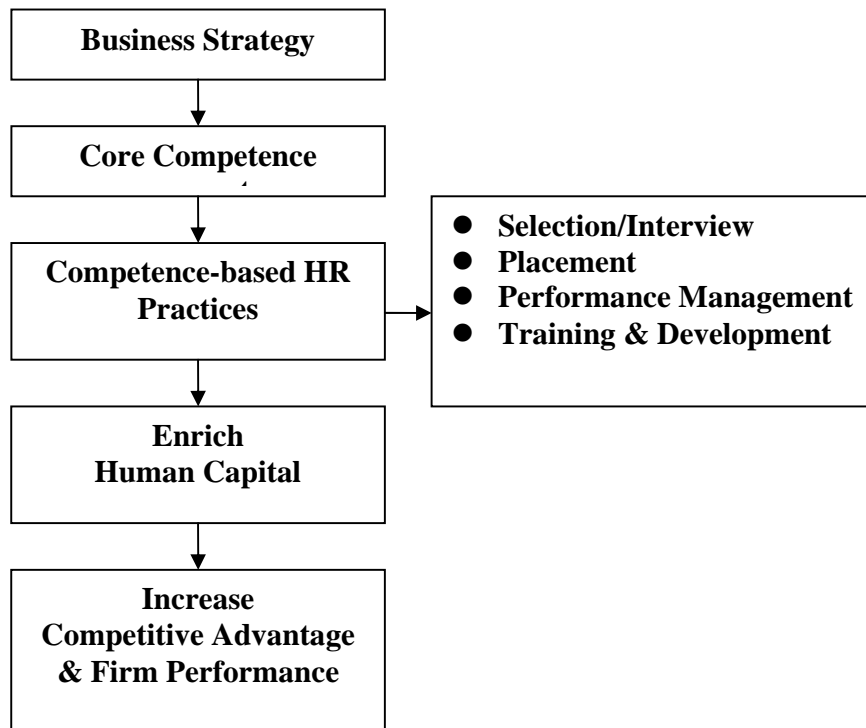 Business Strategy
Core Competence
Competence-based HR
Practices
● Selection/Interview
● Placement
● Performance Management
● Training & Development
Enrich
Human Capital
Increase
Competitive Advantage
& Firm Performance